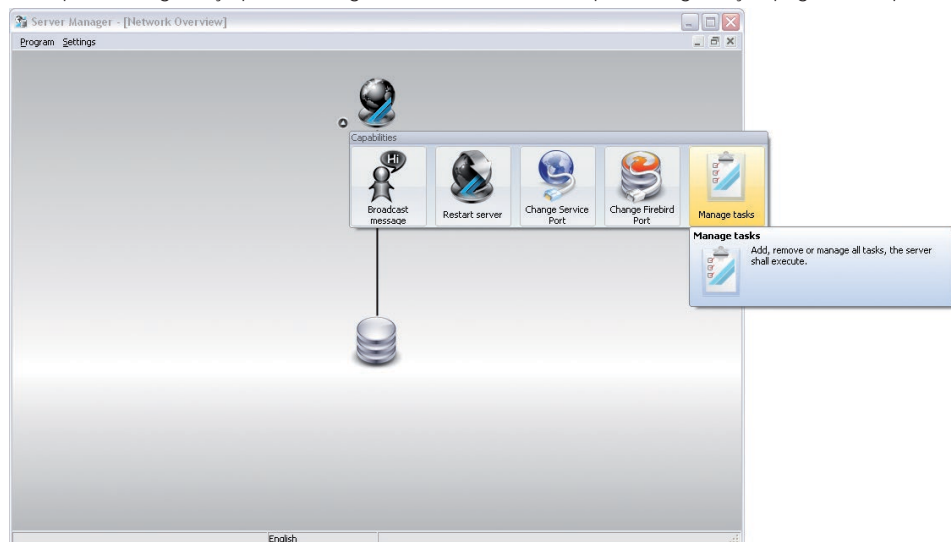 Server Manager - [Network Overview]
Program Settings
Capabilities
Hi
Broadcast
message
Restart server
Change Service
Port
Change Firebird
Port
Manage tasks
Manage tasks
Add, remove or manage all tasks, the server
shall execute.
English